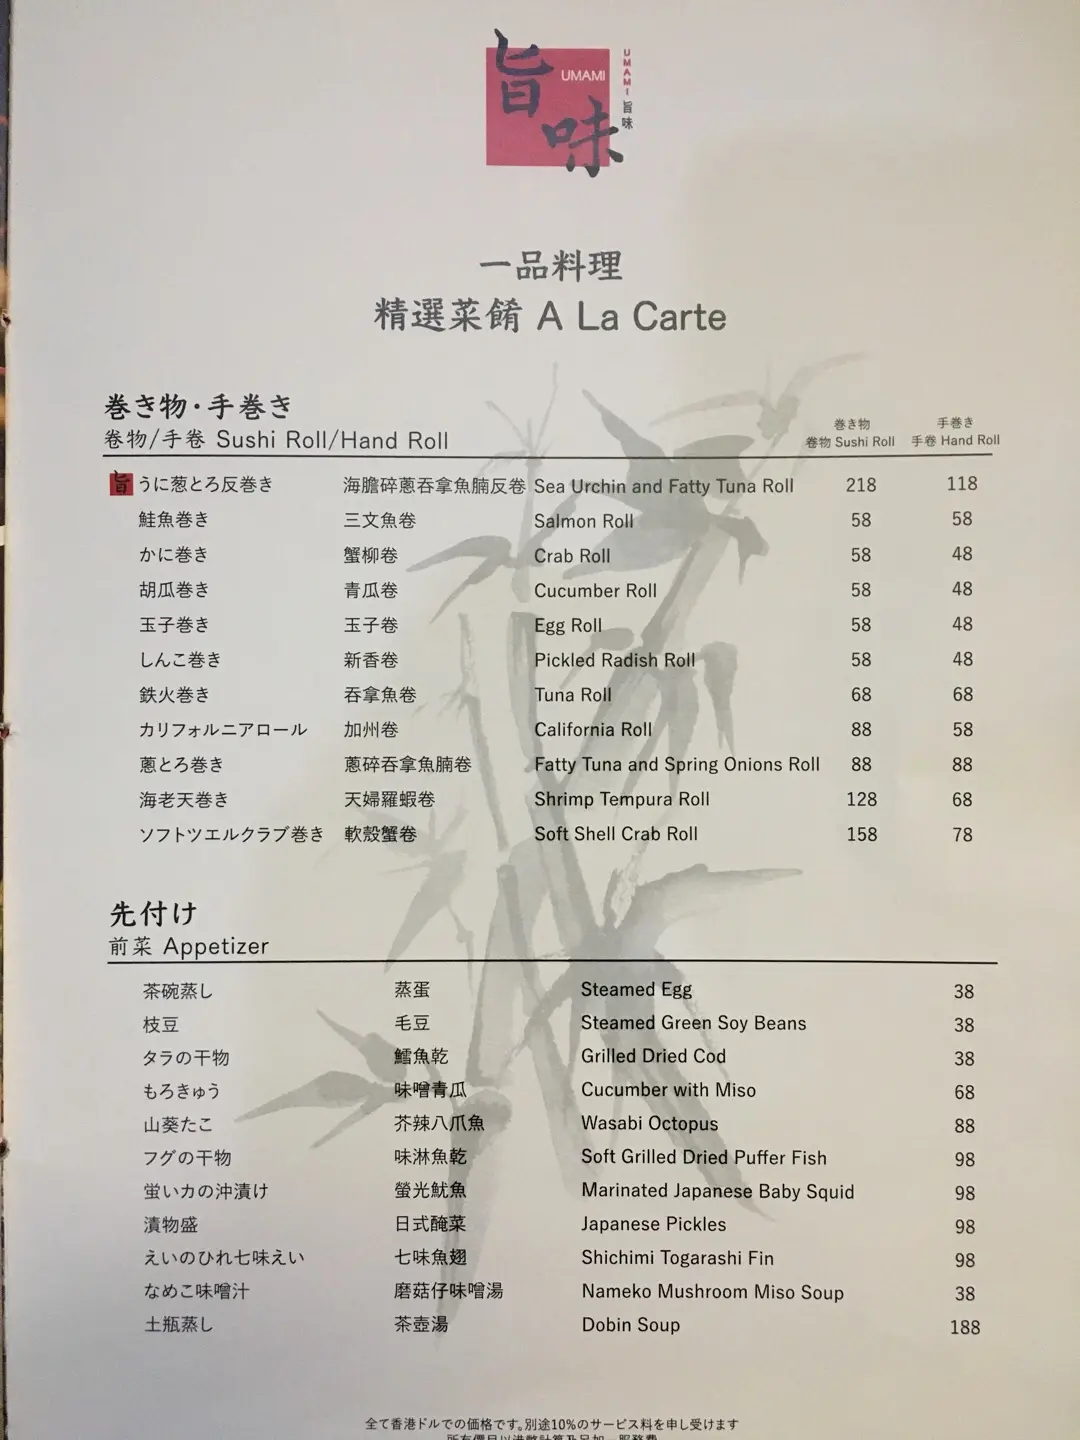 旨味 UMAMI
UMAMI 旨味
一品料理
精選菜餚 A La Carte
巻き物・手巻き
卷物/手卷 Sushi Roll/Hand Roll
巻き物 手巻き
卷物 Sushi Roll 手卷 Hand Roll
旨 うに葱とろ反巻き 海膽碎蔥吞拿魚腩反卷 Sea Urchin and Fatty Tuna Roll 218 118
鮭魚巻き 三文魚卷 Salmon Roll 58 58
かに巻き 蟹柳卷 Crab Roll 58 48
胡瓜巻き 青瓜卷 Cucumber Roll 58 48
玉子巻き 玉子卷 Egg Roll 58 48
しんこ巻き 新香卷 Pickled Radish Roll 58 48
鉄火巻き 吞拿魚卷 Tuna Roll 68 68
カリフォルニアロール 加州卷 California Roll 88 58
蔥とろ巻き 蔥碎吞拿魚腩卷 Fatty Tuna and Spring Onions Roll 88 88
海老天巻き 天婦羅蝦卷 Shrimp Tempura Roll 128 68
ソフトツエルクラブ巻き 軟殼蟹卷 Soft Shell Crab Roll 158 78
先付け
前菜 Appetizer
茶碗蒸し 蒸蛋 Steamed Egg 38
枝豆 毛豆 Steamed Green Soy Beans 38
タラの干物 鱈魚乾 Grilled Dried Cod 38
もろきゅう 味噌青瓜 Cucumber with Miso 68
山葵たこ 芥辣八爪魚 Wasabi Octopus 88
フグの干物 味淋魚乾 Soft Grilled Dried Puffer Fish 98
蛍いカの沖漬け 螢光魷魚 Marinated Japanese Baby Squid 98
漬物盛 日式醃菜 Japanese Pickles 98
えいのひれ七味えい 七味魚翅 Shichimi Togarashi Fin 98
なめこ味噌汁 磨菇仔味噌湯 Nameko Mushroom Miso Soup 38
土瓶蒸し 茶壺湯 Dobin Soup 188
全て香港ドルでの価格です。別途10%のサービス料を申し受けます
所有價目以港幣計算及另加一服務費